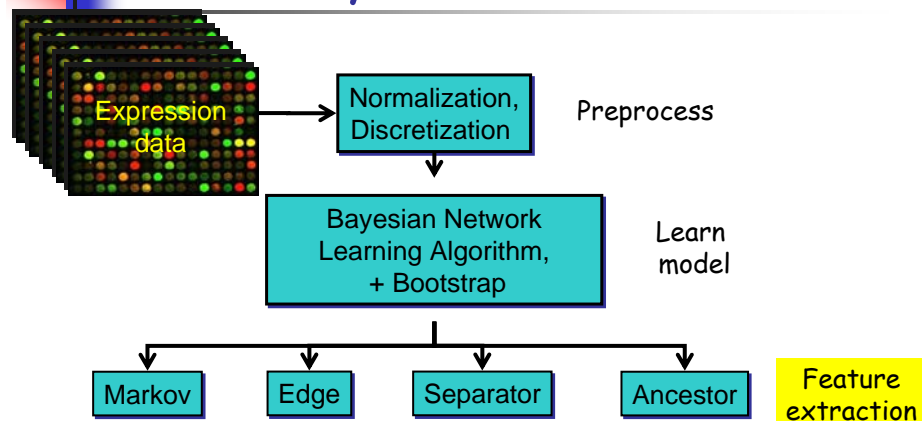 Expression
data
Normalization,
Discretization
Preprocess
Bayesian Network
Learning Algorithm,
+ Bootstrap
Learn
model
Markov
Edge
Separator
Ancestor
Feature
extraction